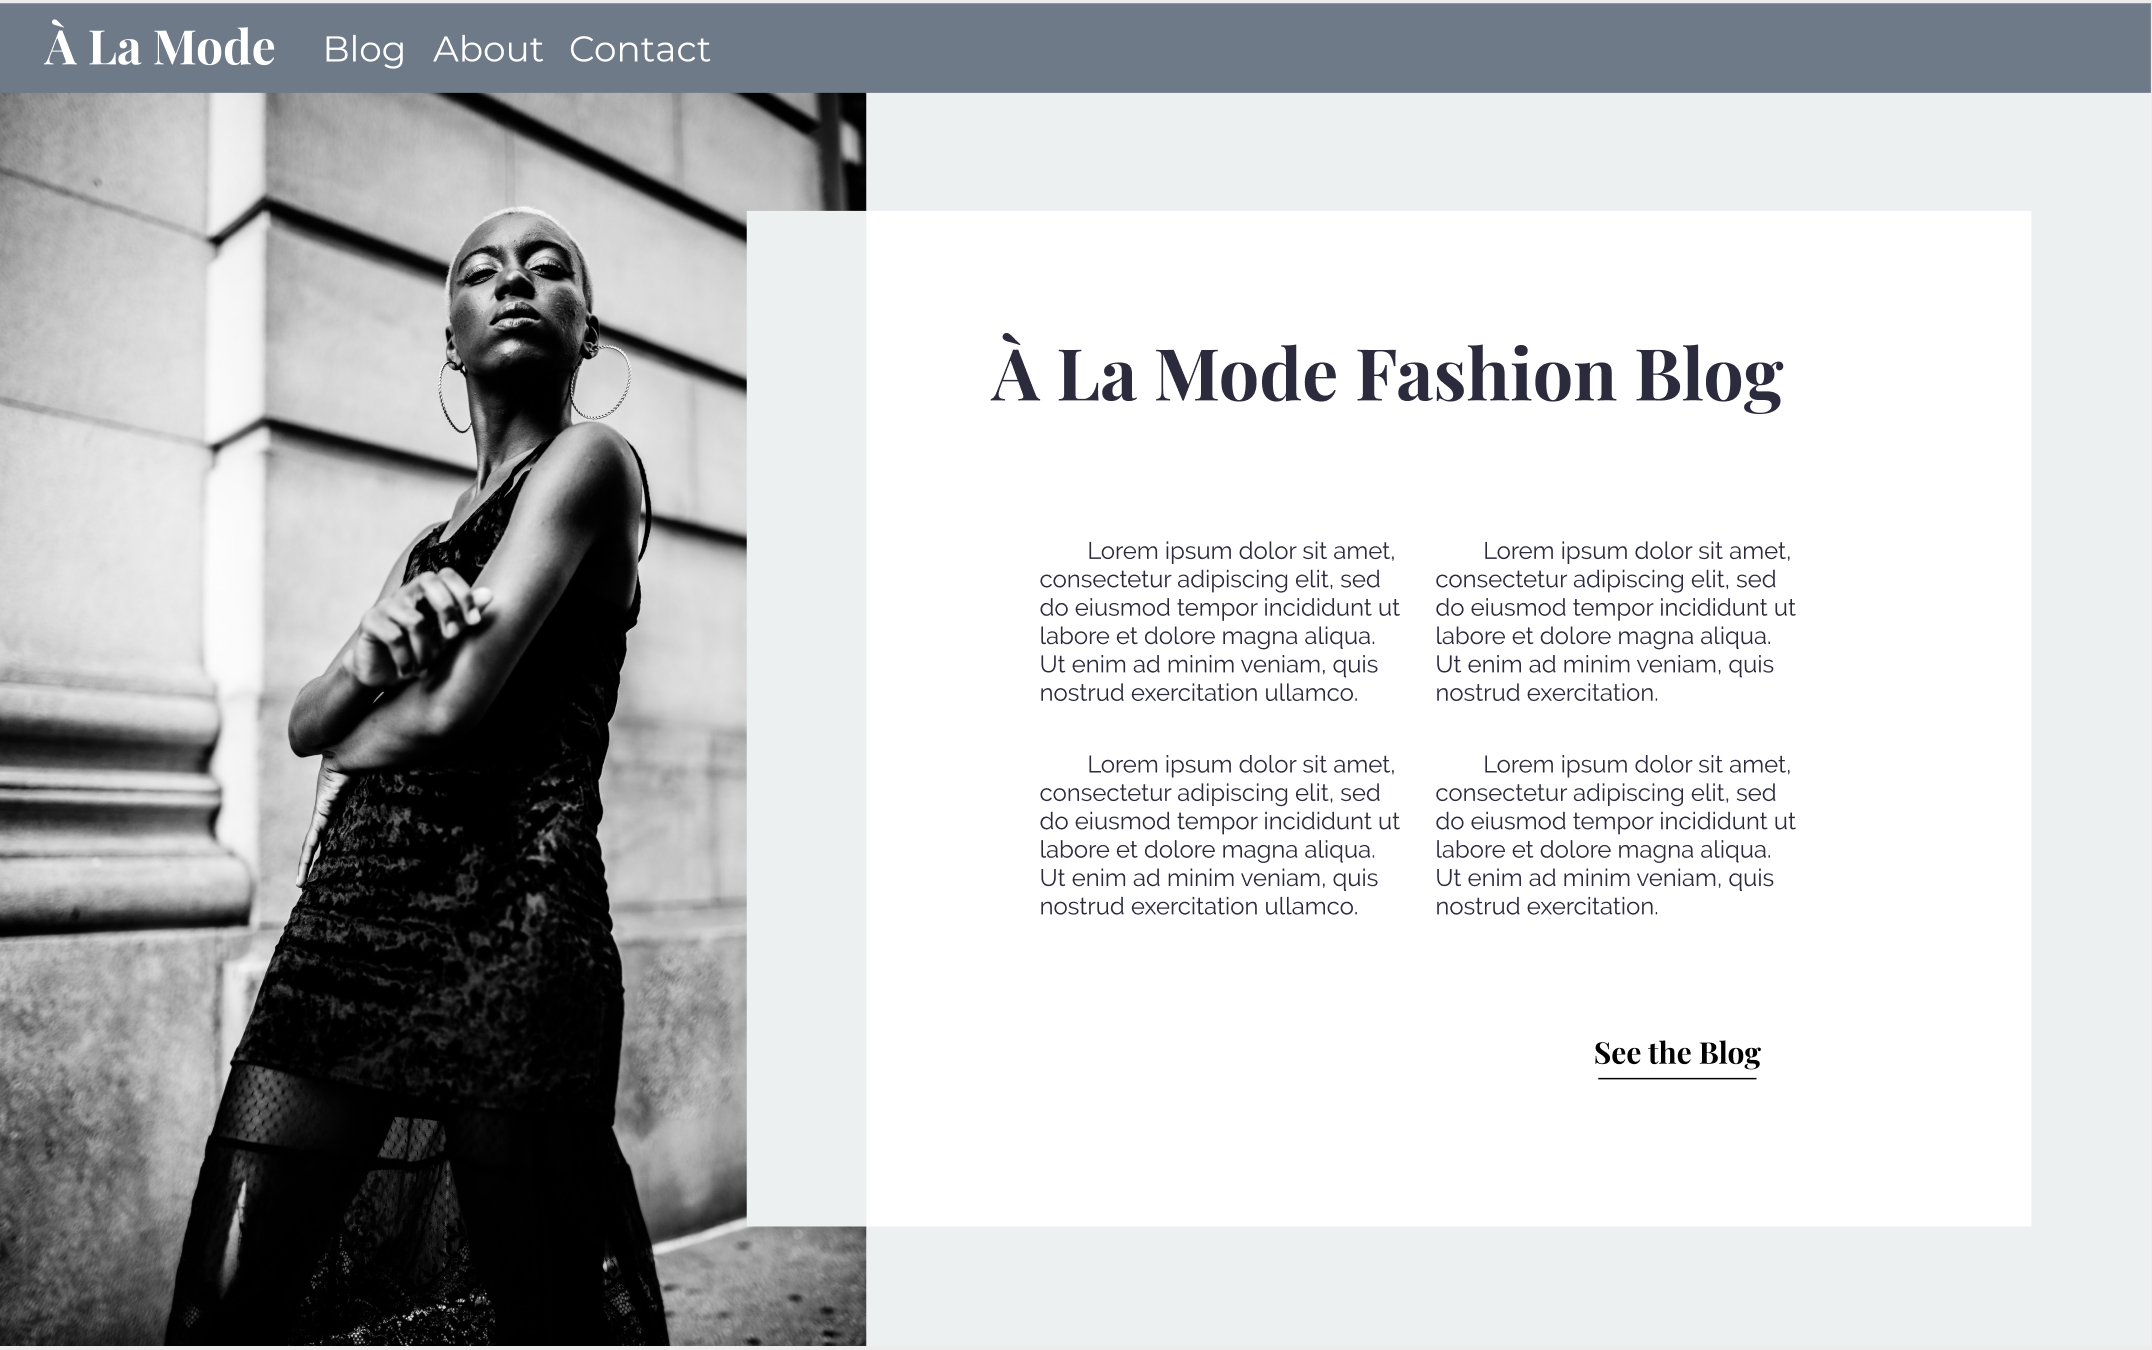 À La Mode Blog About Contact
À La Mode Fashion Blog
Lorem ipsum dolor sit amet,
consectetur adipiscing elit, sed
do eiusmod tempor incididunt ut
labore et dolore magna aliqua.
Ut enim ad minim veniam, quis
nostrud exercitation ullamco.
Lorem ipsum dolor sit amet,
consectetur adipiscing elit, sed
do eiusmod tempor incididunt ut
labore et dolore magna aliqua.
Ut enim ad minim veniam, quis
nostrud exercitation ullamco.
Lorem ipsum dolor sit amet,
consectetur adipiscing elit, sed
do eiusmod tempor incididunt ut
labore et dolore magna aliqua.
Ut enim ad minim veniam, quis
nostrud exercitation.
Lorem ipsum dolor sit amet,
consectetur adipiscing elit, sed
do eiusmod tempor incididunt ut
labore et dolore magna aliqua.
Ut enim ad minim veniam, quis
nostrud exercitation.
See the Blog